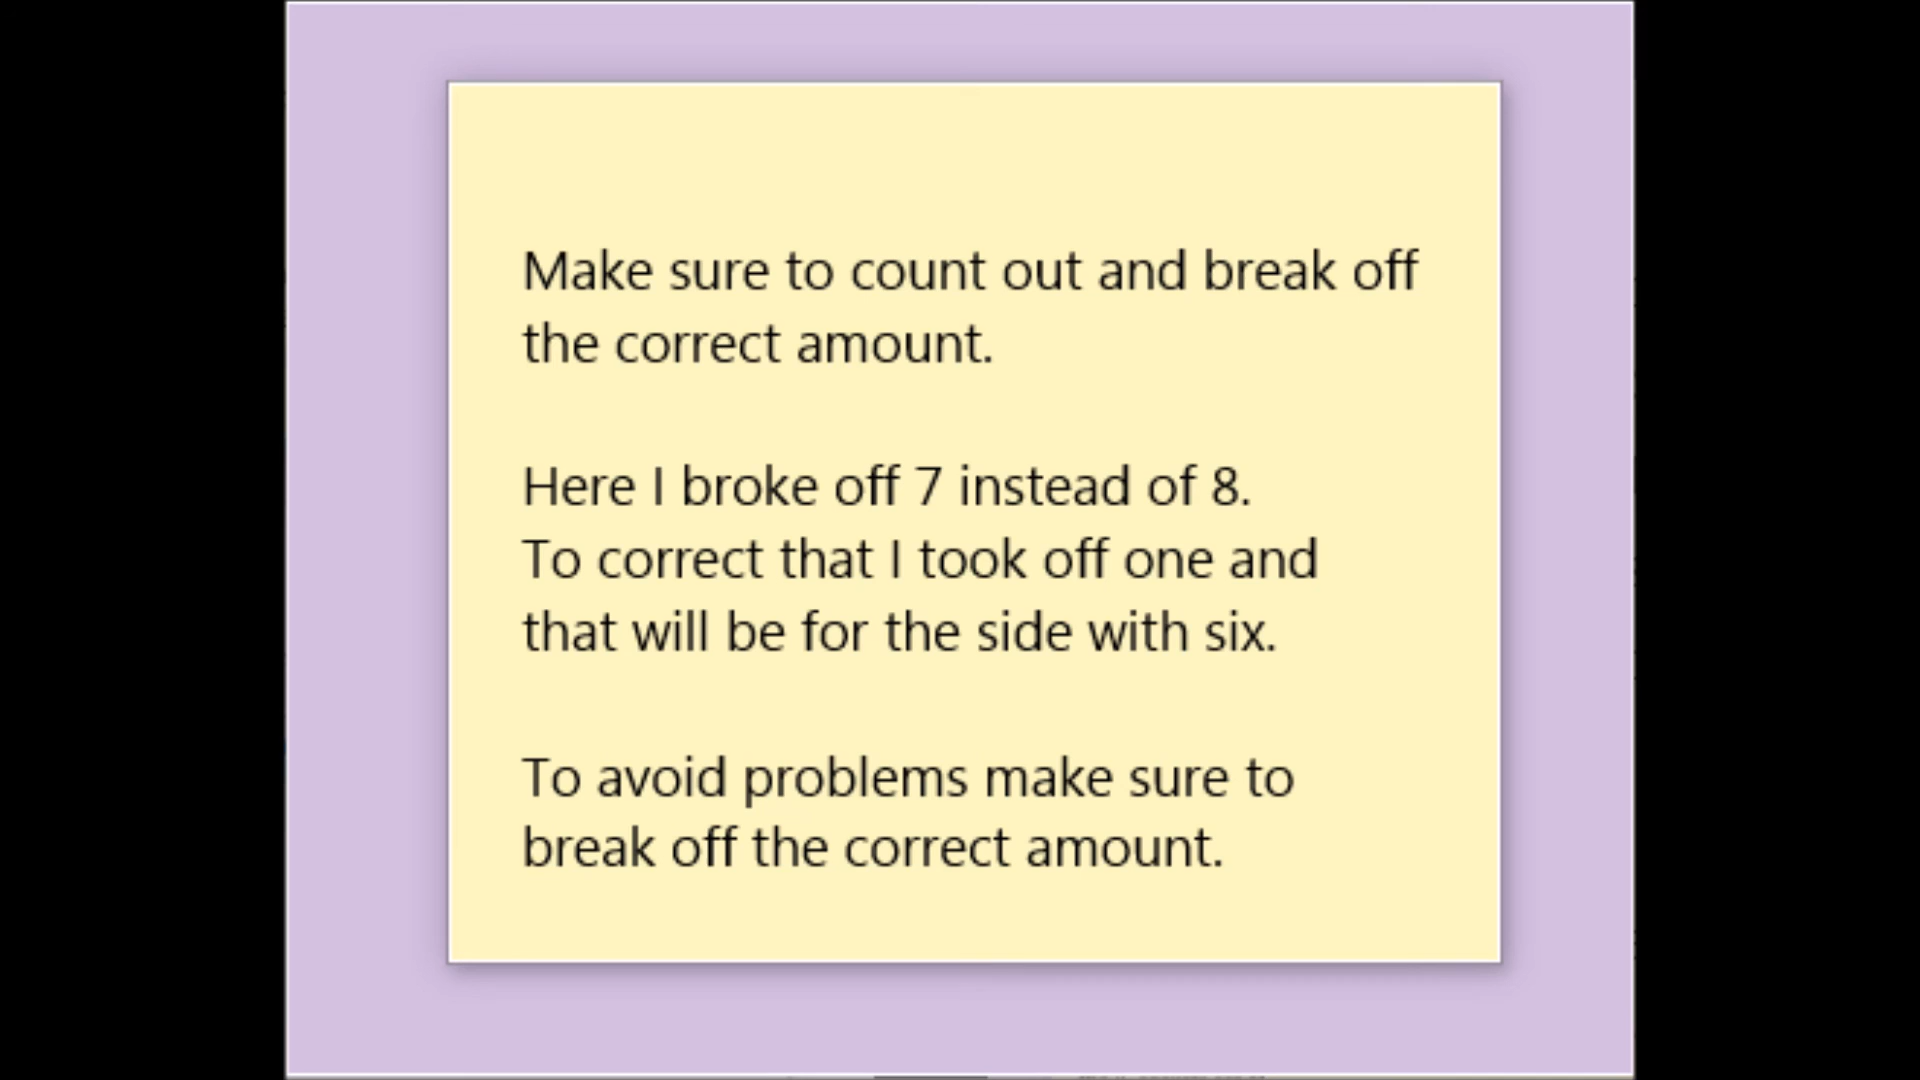 Make sure to count out and break off
the correct amount.
Here I broke off 7 instead of 8.
To correct that I took off one and
that will be for the side with six.
To avoid problems make sure to
break off the correct amount.